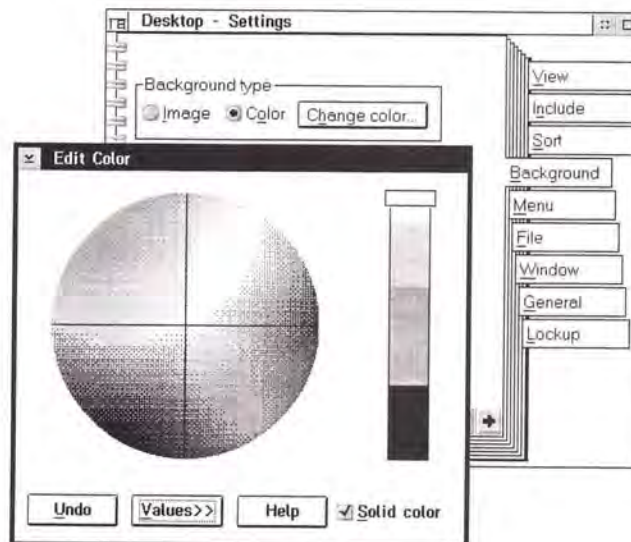 Desktop - Settings
Background type
Image
Color
Change color...
View
Include
Sort
Background
Menu
File
Window
General
Lockup
Edit Color
Undo
Values>>
Help
Solid color